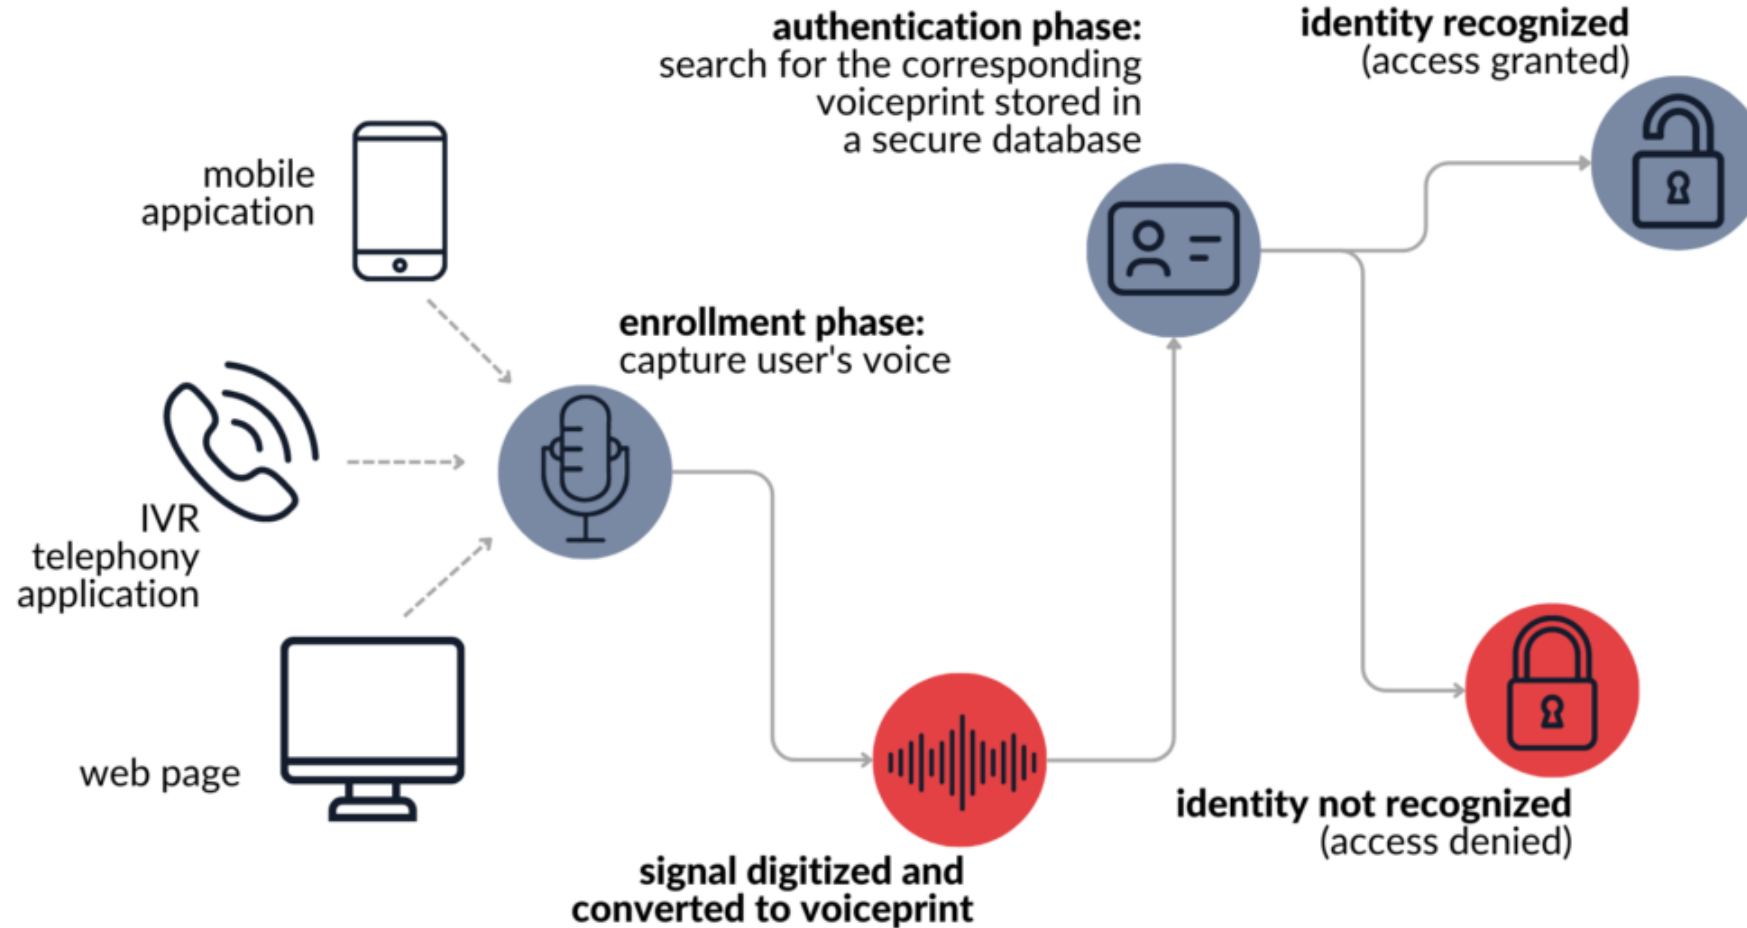 mobile
appication
IVR
telephony
application
web page
enrollment phase:
capture user's voice
signal digitized and
converted to voiceprint
authentication phase:
search for the corresponding
voiceprint stored in
a secure database
identity recognized
(access granted)
identity not recognized
(access denied)